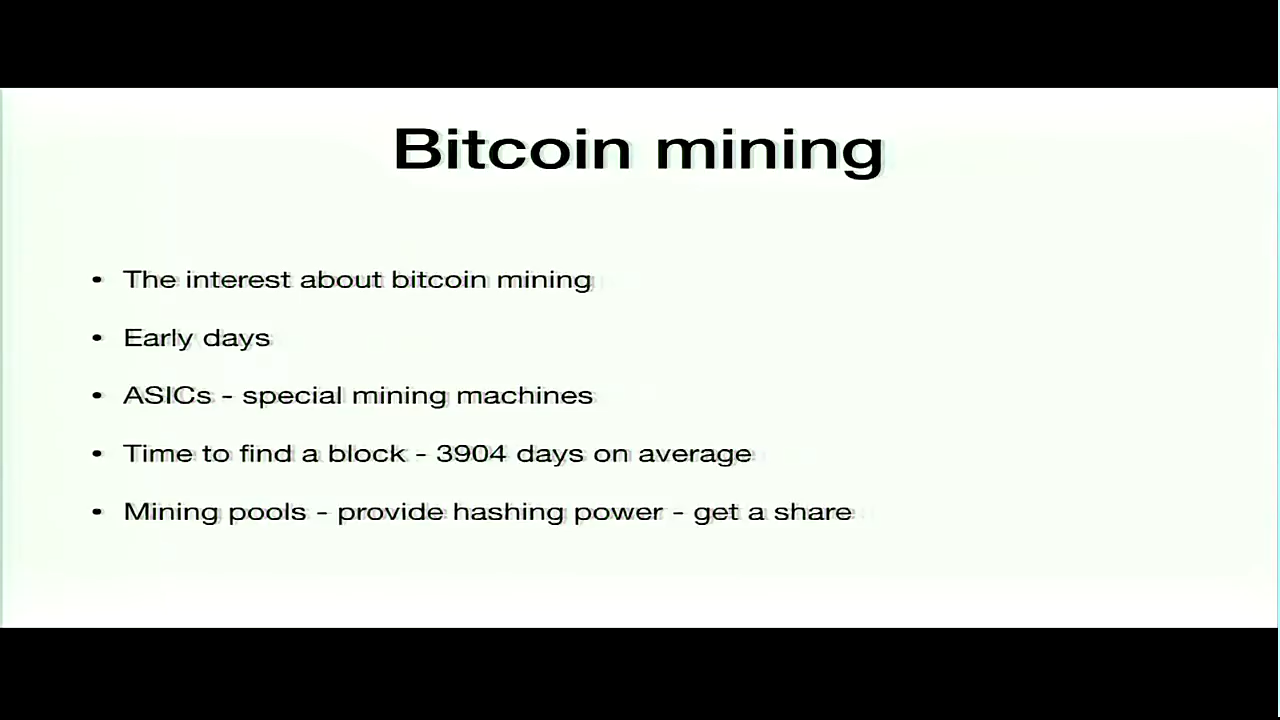 Bitcoin mining
• The interest about bitcoin mining
• Early days
• ASICs - special mining machines
• Time to find a block - 3904 days on average
• Mining pools - provide hashing power - get a share